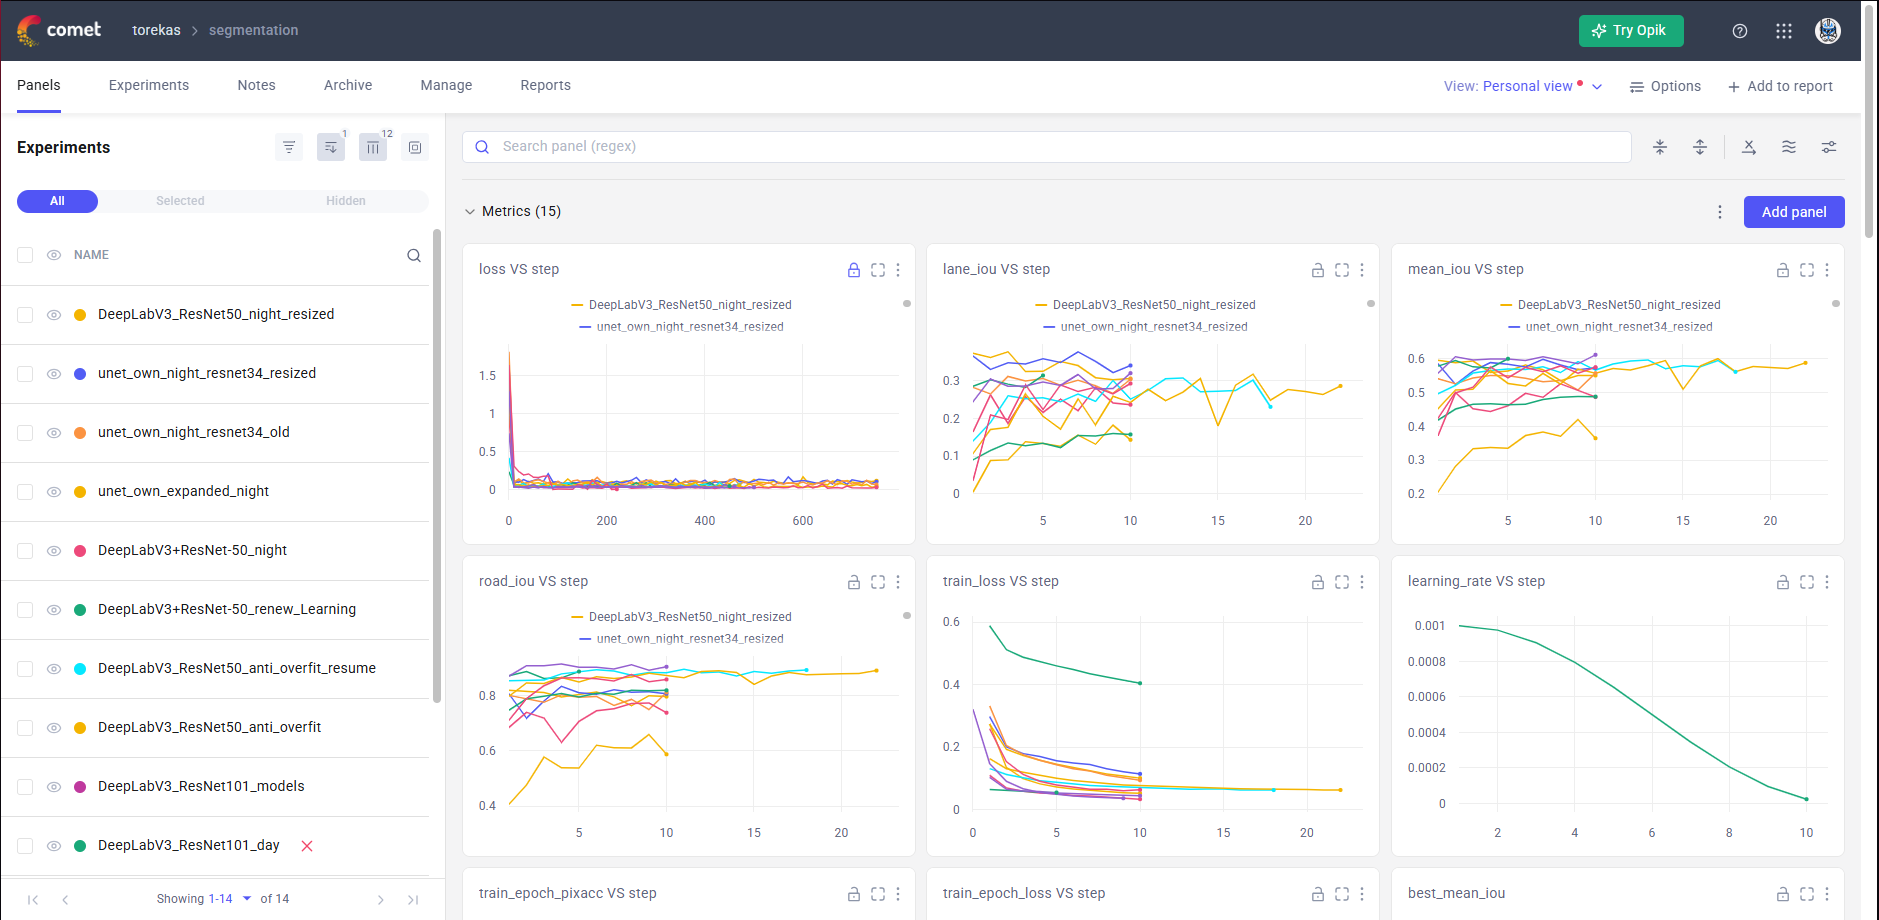 comet
torekas > segmentation
Try Opik
Panels
Experiments
Notes
Archive
Manage
Reports
View: Personal view
Options
+ Add to report
Experiments
1
12
All
Selected
Hidden
NAME
DeepLabV3_ResNet50_night_resized
unet_own_night_resnet34_resized
unet_own_night_resnet34_old
unet_own_expanded_night
DeepLabV3+ResNet-50_night
DeepLabV3+ResNet-50_renew_Learning
DeepLabV3_ResNet50_anti_overfit_resume
DeepLabV3_ResNet50_anti_overfit
DeepLabV3_ResNet101_models
DeepLabV3_ResNet101_day
Showing 1-14 of 14
Search panel (regex)
Metrics (15)
Add panel
loss VS step
DeepLabV3_ResNet50_night_resized
unet_own_night_resnet34_resized
1.5
1
0.5
0
0 200 400 600
lane_iou VS step
DeepLabV3_ResNet50_night_resized
unet_own_night_resnet34_resized
0.3
0.2
0.1
0
5 10 15 20
mean_iou VS step
DeepLabV3_ResNet50_night_resized
unet_own_night_resnet34_resized
0.6
0.5
0.4
0.3
0.2
5 10 15 20
road_iou VS step
DeepLabV3_ResNet50_night_resized
unet_own_night_resnet34_resized
0.8
0.6
0.4
5 10 15 20
train_loss VS step
0.6
0.4
0.2
0
0 5 10 15 20
learning_rate VS step
0.001
0.0008
0.0006
0.0004
0.0002
0
2 4 6 8 10
train_epoch_pixacc VS step
train_epoch_loss VS step
best_mean_iou